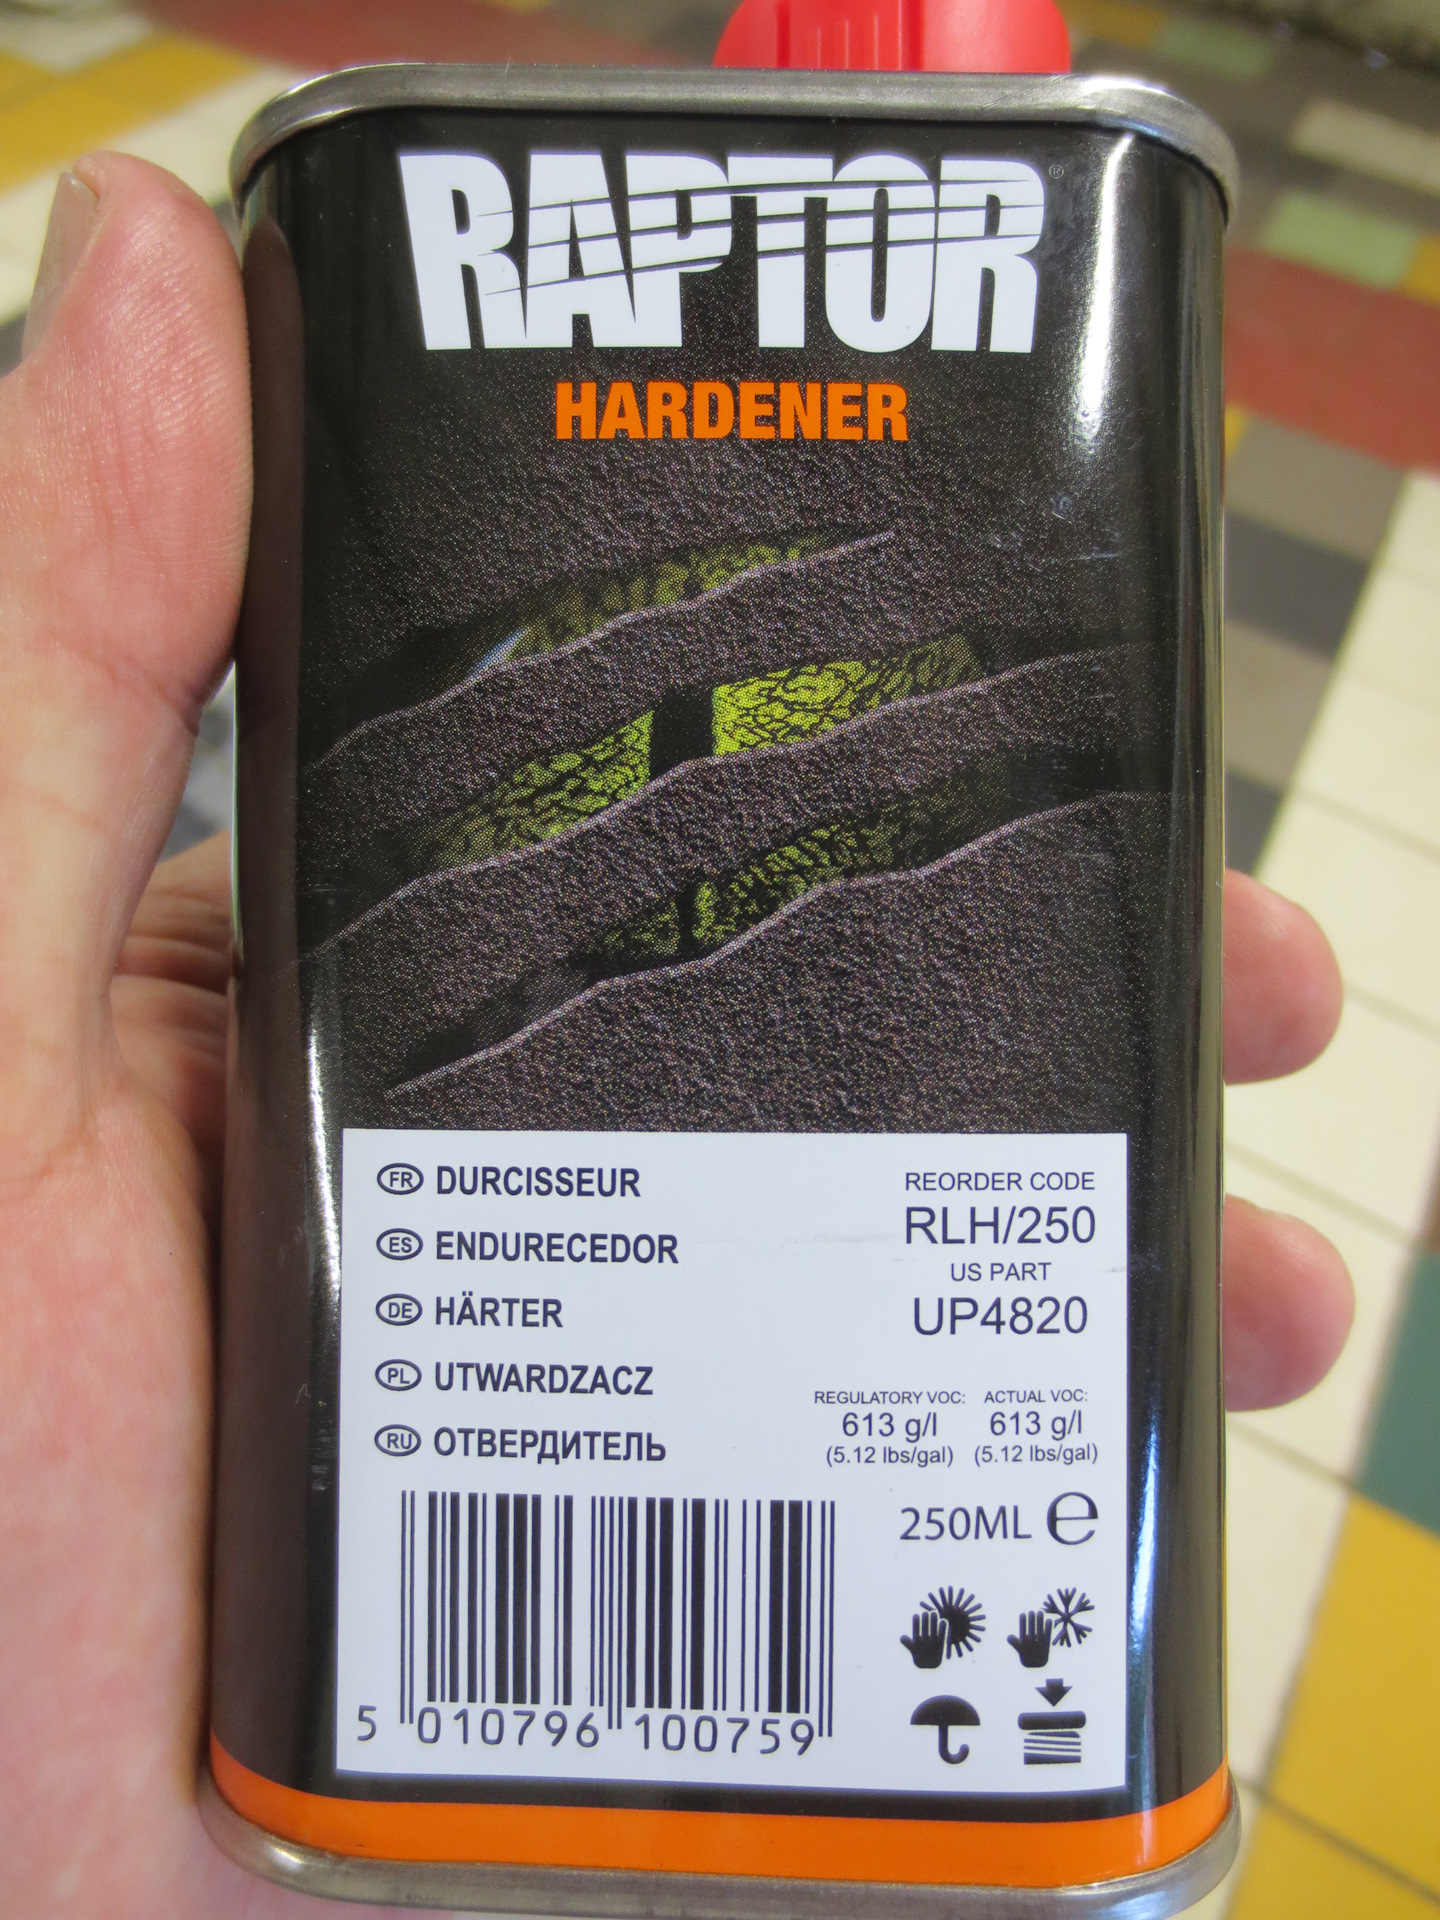 RAPTOR®
HARDENER
FR DURCISSEUR
ES ENDURECEDOR
DE HÄRTER
PL UTWARDZACZ
RU ОТВЕРДИТЕЛЬ
REORDER CODE
RLH/250
US PART
UP4820
REGULATORY VOC: ACTUAL VOC:
613 g/l 613 g/l
(5.12 lbs/gal) (5.12 lbs/gal)
250ML ℮
5 010796 100759